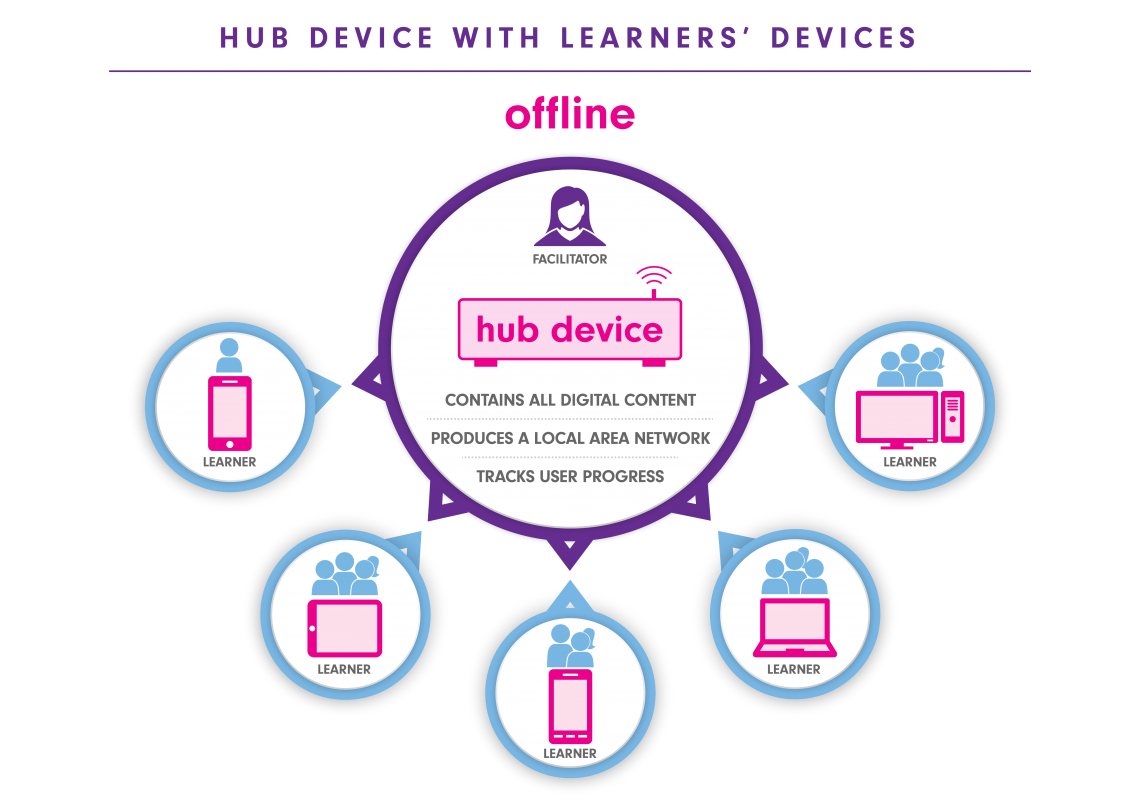 HUB DEVICE WITH LEARNERS’ DEVICES
offline
FACILITATOR
hub device
CONTAINS ALL DIGITAL CONTENT
PRODUCES A LOCAL AREA NETWORK
TRACKS USER PROGRESS
LEARNER
LEARNER
LEARNER
LEARNER
LEARNER